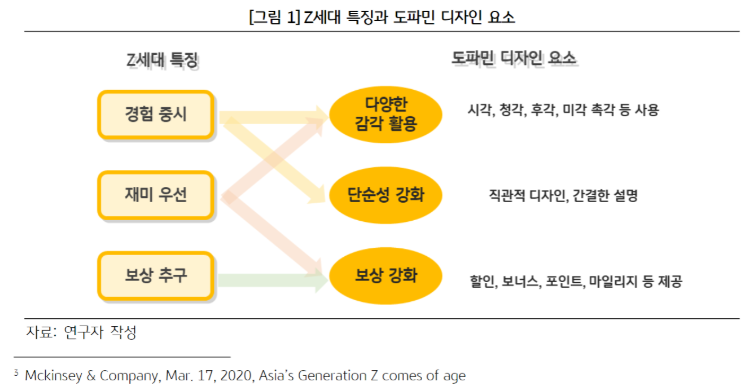 [그림 1] Z세대 특징과 도파민 디자인 요소
Z세대 특징
도파민 디자인 요소
경험 중시
다양한
감각 활용
시각, 청각, 후각, 미각 촉각 등 사용
재미 우선
단순성 강화
직관적 디자인, 간결한 설명
보상 추구
보상 강화
할인, 보너스, 포인트, 마일리지 등 제공
자료: 연구자 작성
3 Mckinsey & Company, Mar. 17, 2020, Asia's Generation Z comes of age